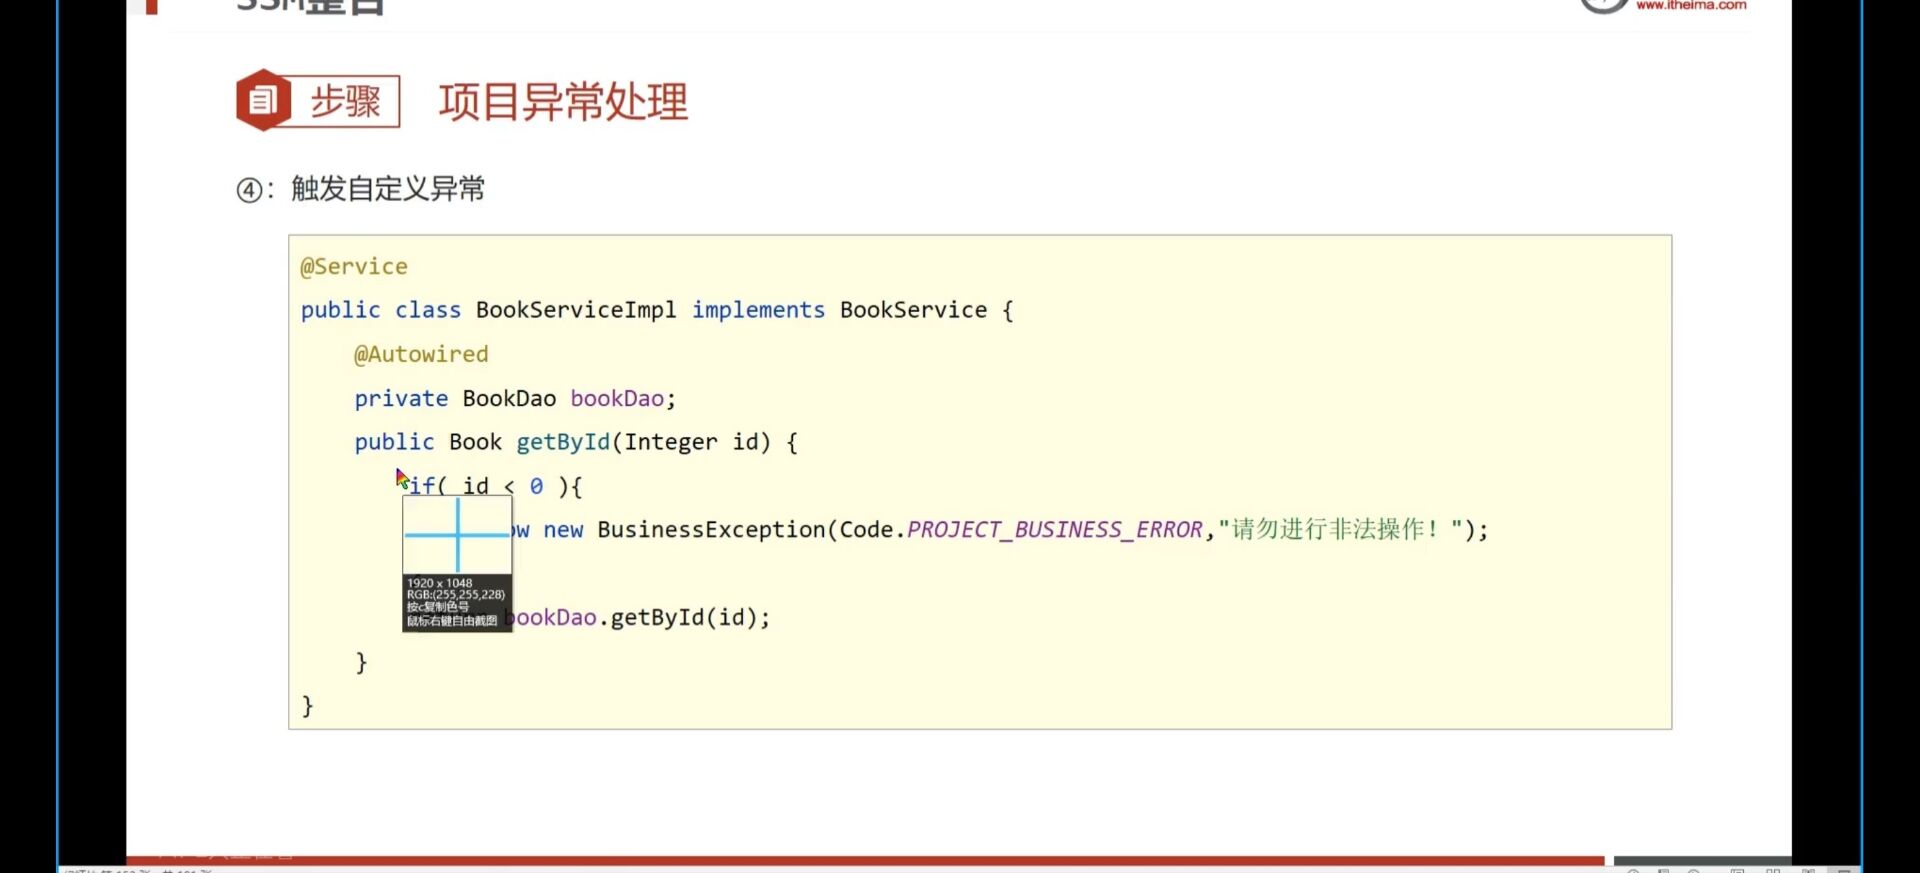 SSM整合
www.itheima.com
步骤
项目异常处理
④：触发自定义异常
@Service
public class BookServiceImpl implements BookService {
@Autowired
private BookDao bookDao;
public Book getById(Integer id) {
if( id < 0 ){
new BusinessException(Code.PROJECT_BUSINESS_ERROR,"请勿进行非法操作！");
1920 x 1048
RGB:(255,255,228)
按c复制色号
鼠标右键自由截图
bookDao.getById(id);
}
}